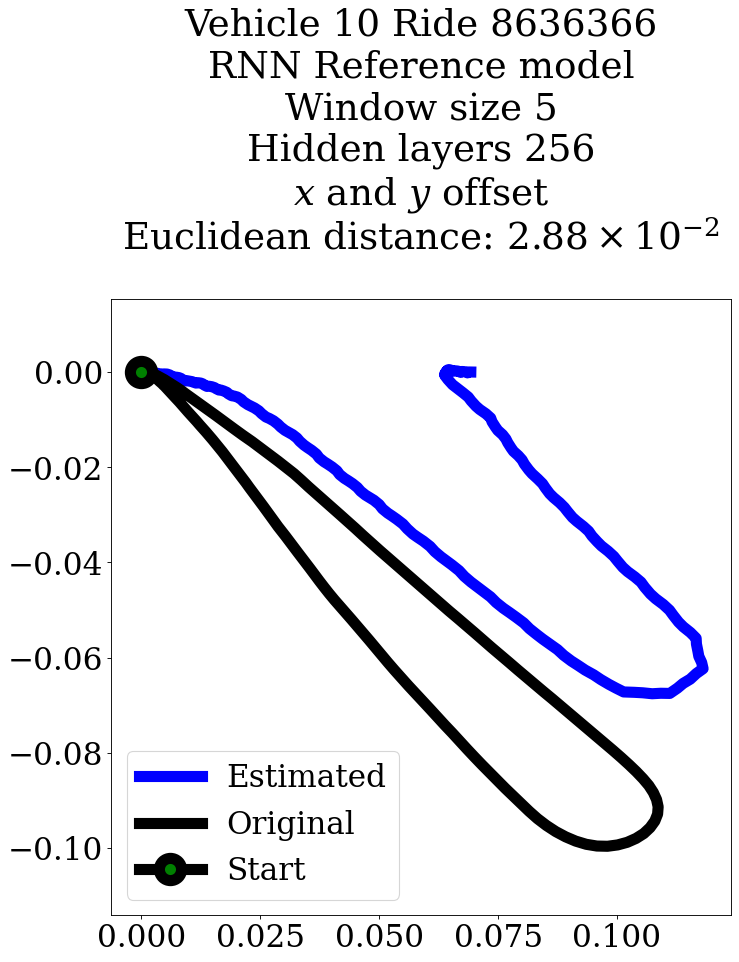 Vehicle 10 Ride 8636366
RNN Reference model
Window size 5
Hidden layers 256
x and y offset
Euclidean distance: 2.88 × 10⁻²
0.00
−0.02
−0.04
−0.06
−0.08
−0.10
Estimated
Original
Start
0.000 0.025 0.050 0.075 0.100